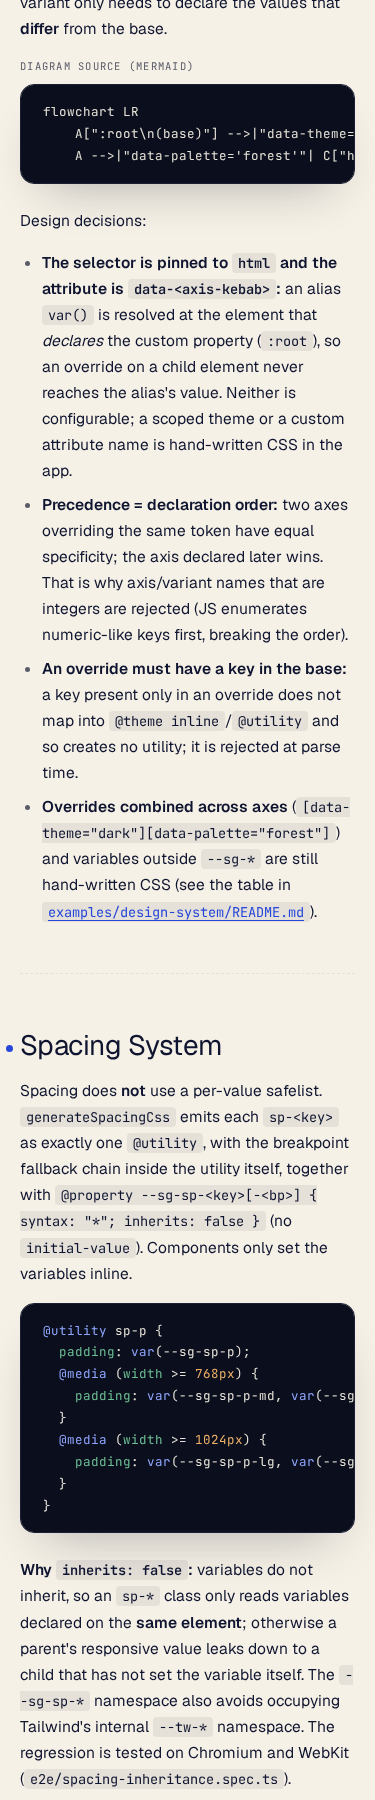 variant only needs to declare the values that
differ from the base.
DIAGRAM SOURCE (MERMAID)
flowchart LR
A[":root\n(base)"] -->|"data-theme=
A -->|"data-palette='forest'"| C["h
Design decisions:
The selector is pinned to html and the
attribute is data-<axis-kebab>: an alias
var() is resolved at the element that
declares the custom property (:root), so
an override on a child element never
reaches the alias's value. Neither is
configurable; a scoped theme or a custom
attribute name is hand-written CSS in the
app.
Precedence = declaration order: two axes
overriding the same token have equal
specificity; the axis declared later wins.
That is why axis/variant names that are
integers are rejected (JS enumerates
numeric-like keys first, breaking the order).
An override must have a key in the base:
a key present only in an override does not
map into @theme inline/@utility and
so creates no utility; it is rejected at parse
time.
Overrides combined across axes ([data-
theme="dark"][data-palette="forest"])
and variables outside --sg-* are still
hand-written CSS (see the table in
examples/design-system/README.md).
Spacing System
Spacing does not use a per-value safelist.
generateSpacingCss emits each sp-<key>
as exactly one @utility, with the breakpoint
fallback chain inside the utility itself, together
with @property --sg-sp-<key>[-<bp>] {
syntax: "*"; inherits: false } (no
initial-value). Components only set the
variables inline.
@utility sp-p {
padding: var(--sg-sp-p);
@media (width >= 768px) {
padding: var(--sg-sp-p-md, var(--sg
}
@media (width >= 1024px) {
padding: var(--sg-sp-p-lg, var(--sg
}
}
Why inherits: false: variables do not
inherit, so an sp-* class only reads variables
declared on the same element; otherwise a
parent's responsive value leaks down to a
child that has not set the variable itself. The -
-sg-sp-* namespace also avoids occupying
Tailwind's internal --tw-* namespace. The
regression is tested on Chromium and WebKit
(e2e/spacing-inheritance.spec.ts).